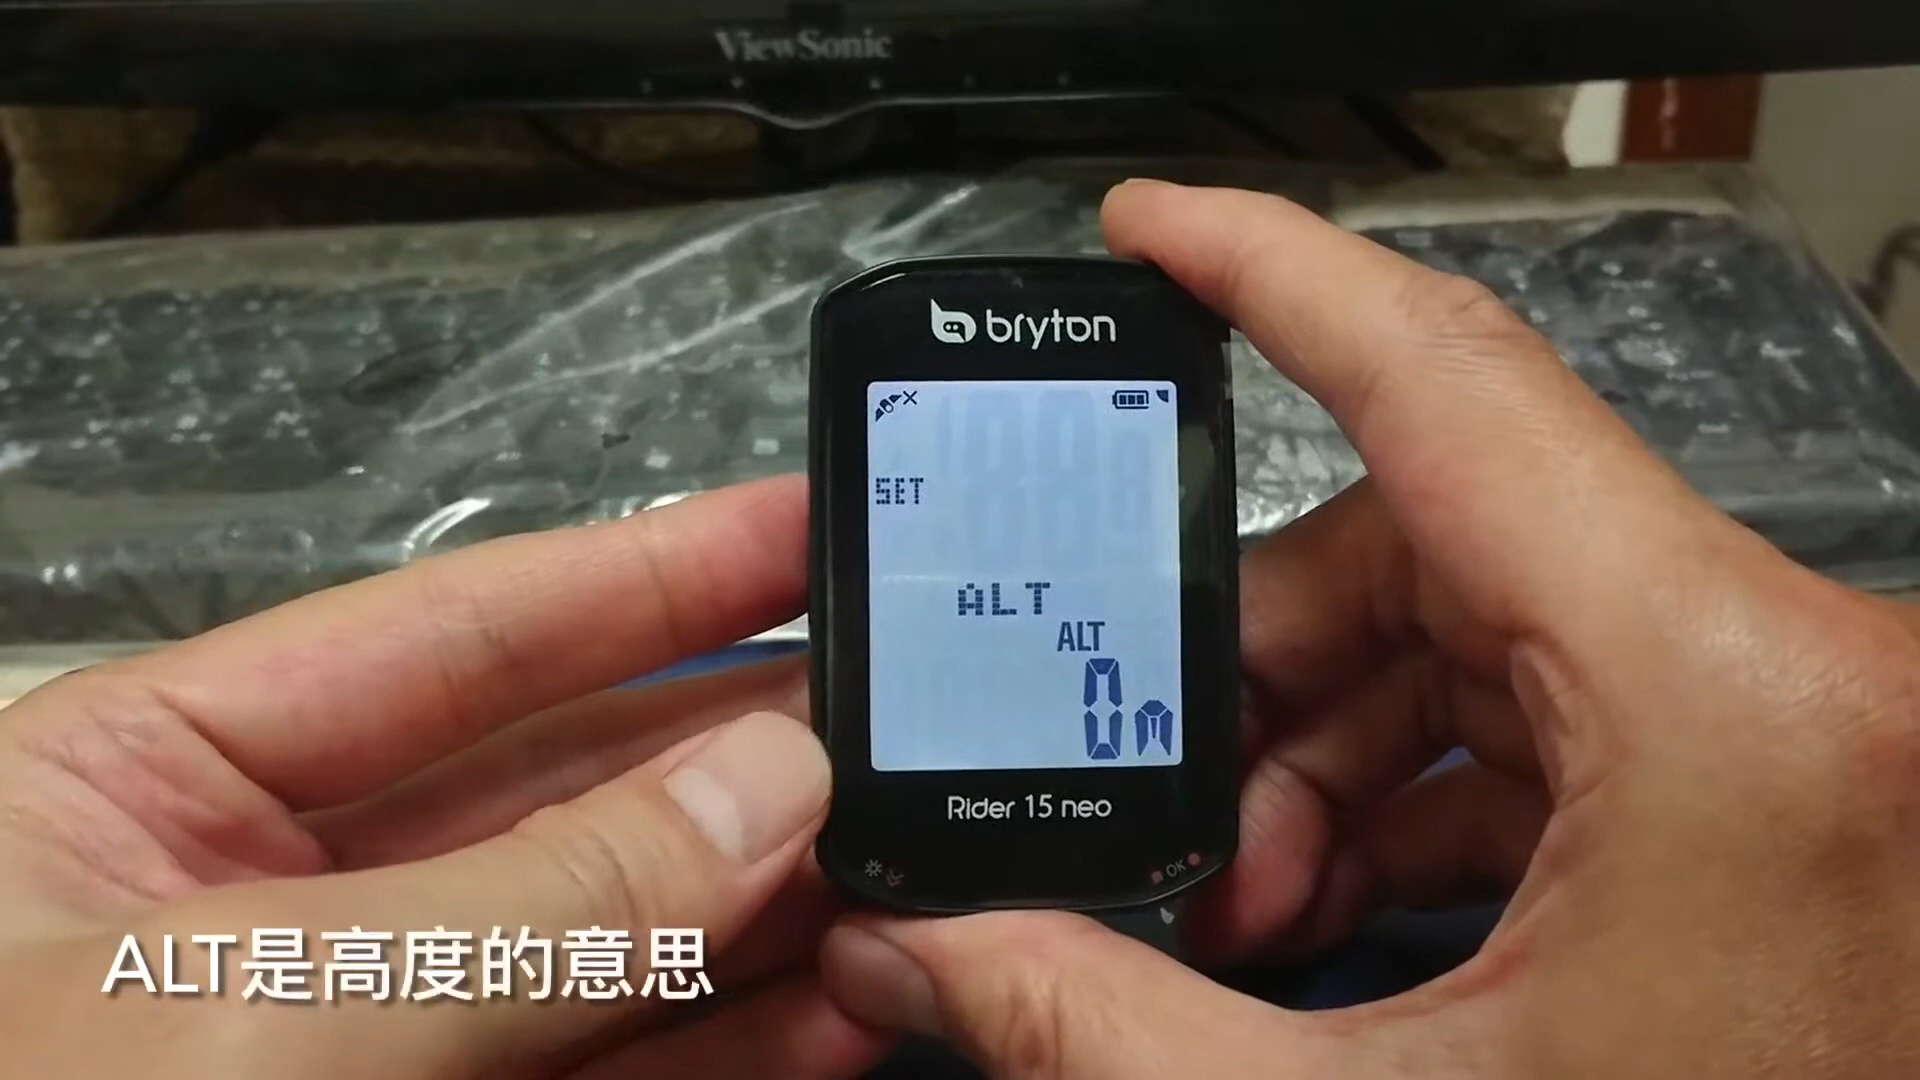 ViewSonic
bryton
SET
ALT
ALT
0m
Rider 15 neo
OK
ALT是高度的意思